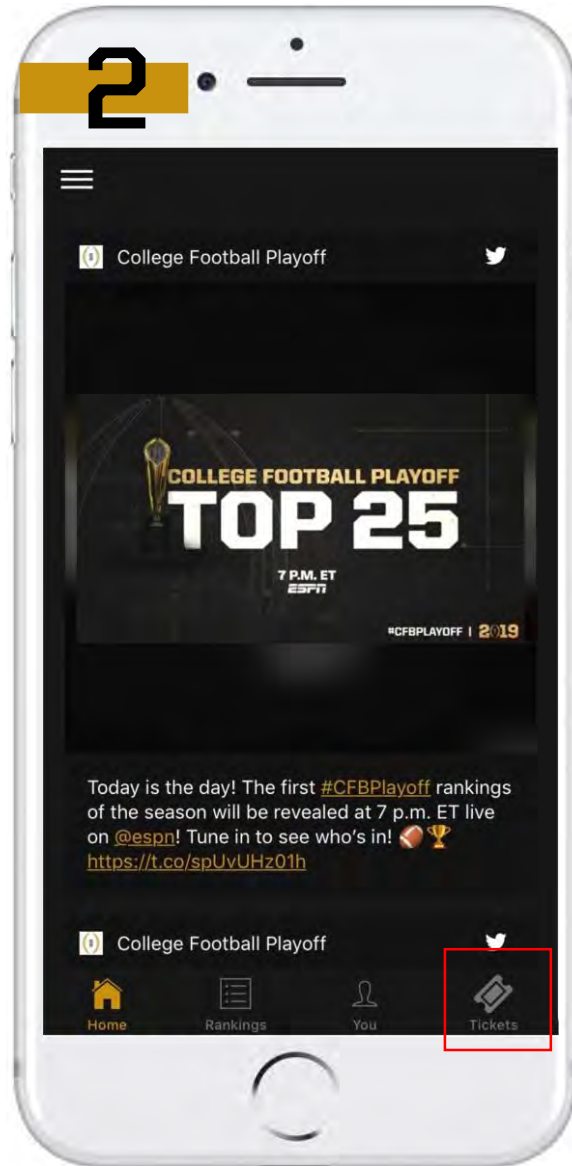 2
College Football Playoff
COLLEGE FOOTBALL PLAYOFF
TOP 25
7 P.M. ET
ESPN
#CFBPLAYOFF | 2019
Today is the day! The first #CFBPlayoff rankings
of the season will be revealed at 7 p.m. ET live
on @espn! Tune in to see who's in! 🏈🏆
https://t.co/spUvUHz01h
College Football Playoff
Home Rankings You Tickets